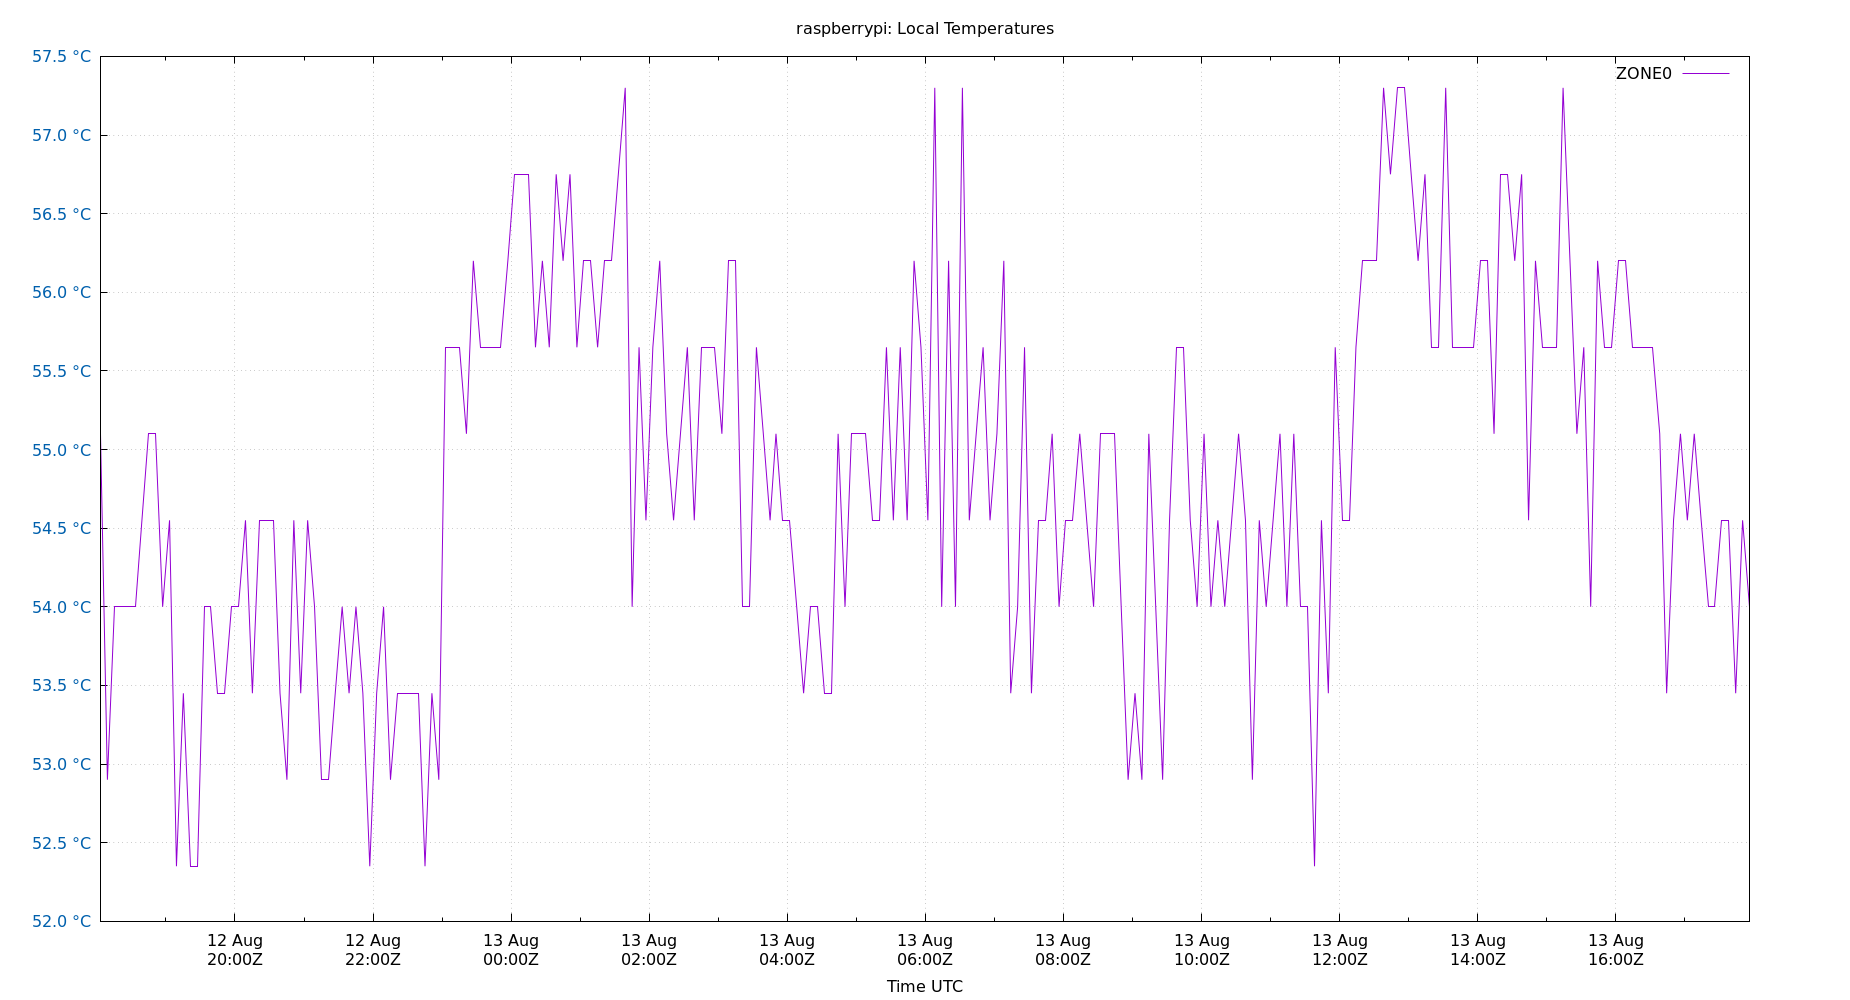 raspberrypi: Local Temperatures
57.5 °C
ZONE0
57.0 °C
56.5 °C
56.0 °C
55.5 °C
55.0 °C
54.5 °C
54.0 °C
53.5 °C
53.0 °C
52.5 °C
52.0 °C
12 Aug 12 Aug 13 Aug 13 Aug 13 Aug 13 Aug 13 Aug 13 Aug 13 Aug 13 Aug 13 Aug
20:00Z 22:00Z 00:00Z 02:00Z 04:00Z 06:00Z 08:00Z 10:00Z 12:00Z 14:00Z 16:00Z
Time UTC